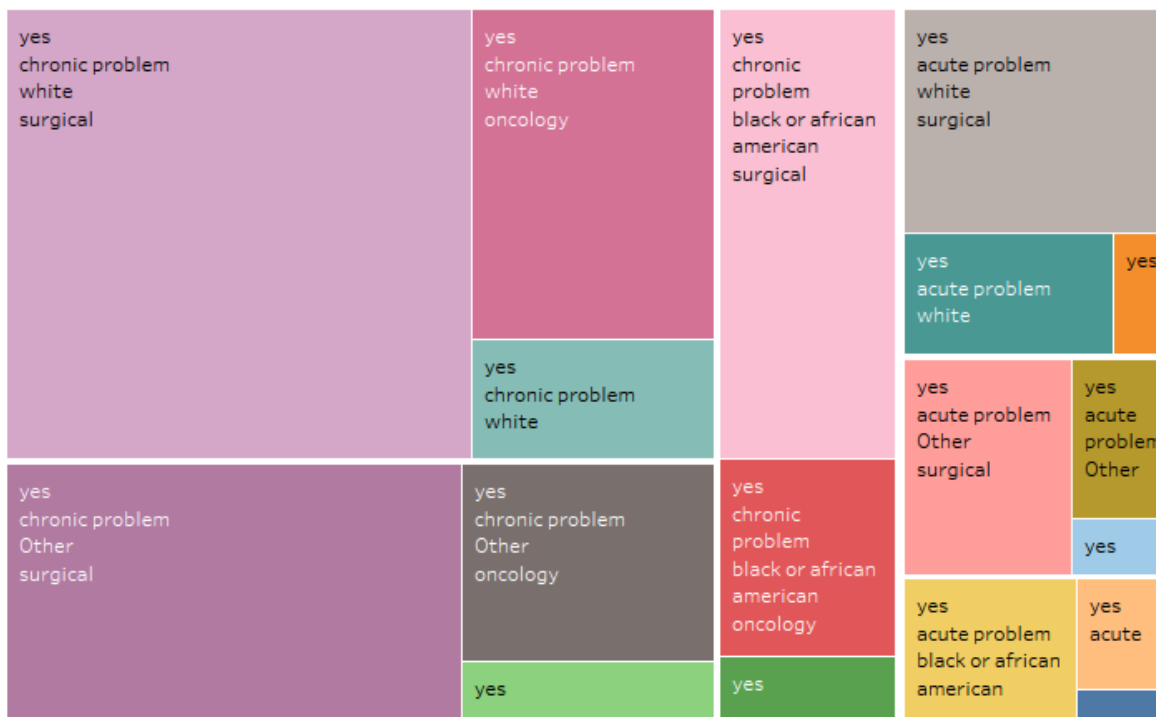 yes
chronic problem
white
surgical
yes
chronic problem
white
oncology
yes
chronic problem
white
yes
chronic problem
Other
surgical
yes
chronic problem
Other
oncology
yes
yes
chronic
problem
black or african
american
surgical
yes
chronic
problem
black or african
american
oncology
yes
yes
acute problem
white
surgical
yes
acute problem
white
yes
yes
acute problem
Other
surgical
yes
acute
problem
Other
yes
yes
acute problem
black or african
american
yes
acute